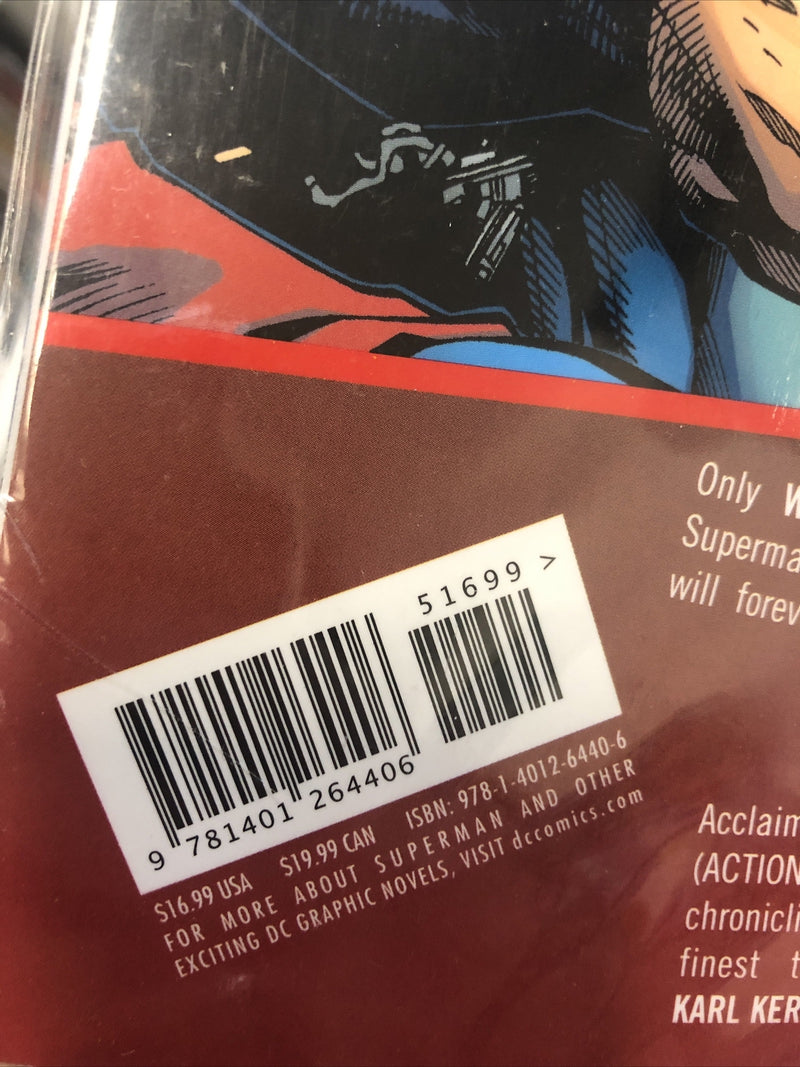 Only
Superma
will forev
51699 >
9 781401 264406
$16.99 USA $19.99 CAN ISBN: 978-1-4012-6440-6
FOR MORE ABOUT SUPERMAN AND OTHER
EXCITING DC GRAPHIC NOVELS, VISIT dccomics.com
Acclaim
(ACTION
chronicli
finest t
KARL KER